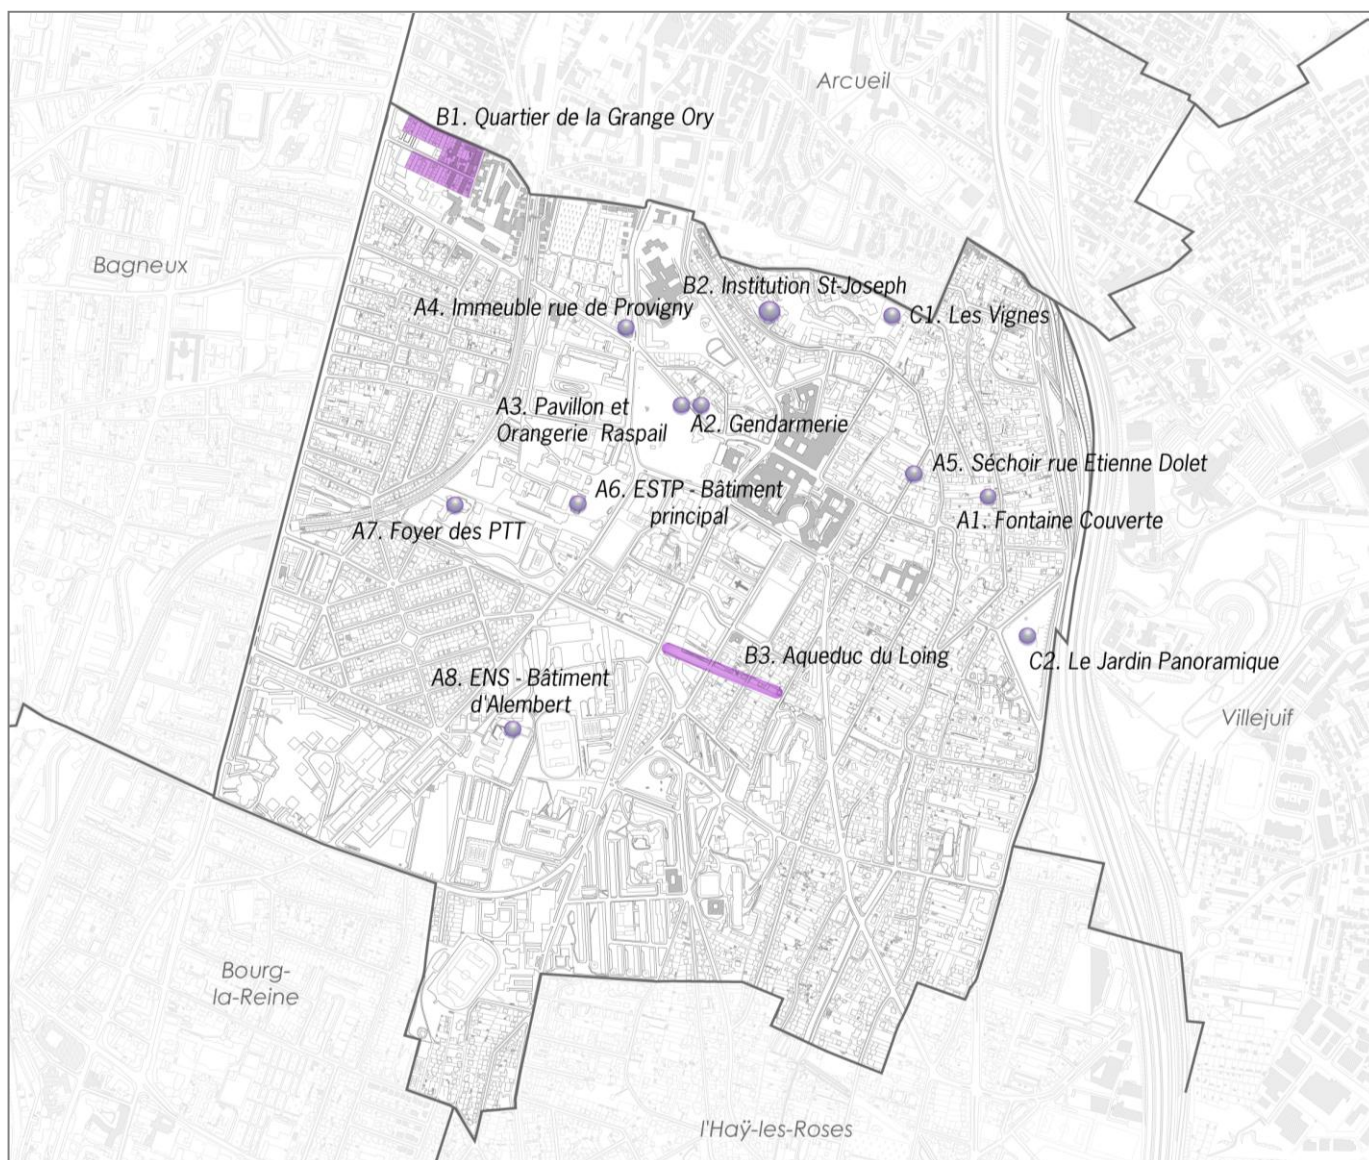 Arcueil
B1. Quartier de la Grange Ory
Bagneux
B2. Institution St-Joseph
A4. Immeuble rue de Provigny
C1. Les Vignes
A3. Pavillon et
Orangerie Raspail
A2. Gendarmerie
A5. Séchoir rue Etienne Dolet
A6. ESTP - Bâtiment
principal
A1. Fontaine Couverte
A7. Foyer des PTT
B3. Aqueduc du Loing
C2. Le Jardin Panoramique
A8. ENS - Bâtiment
d'Alembert
Villejuif
Bourg-
la-Reine
l'Haÿ-les-Roses